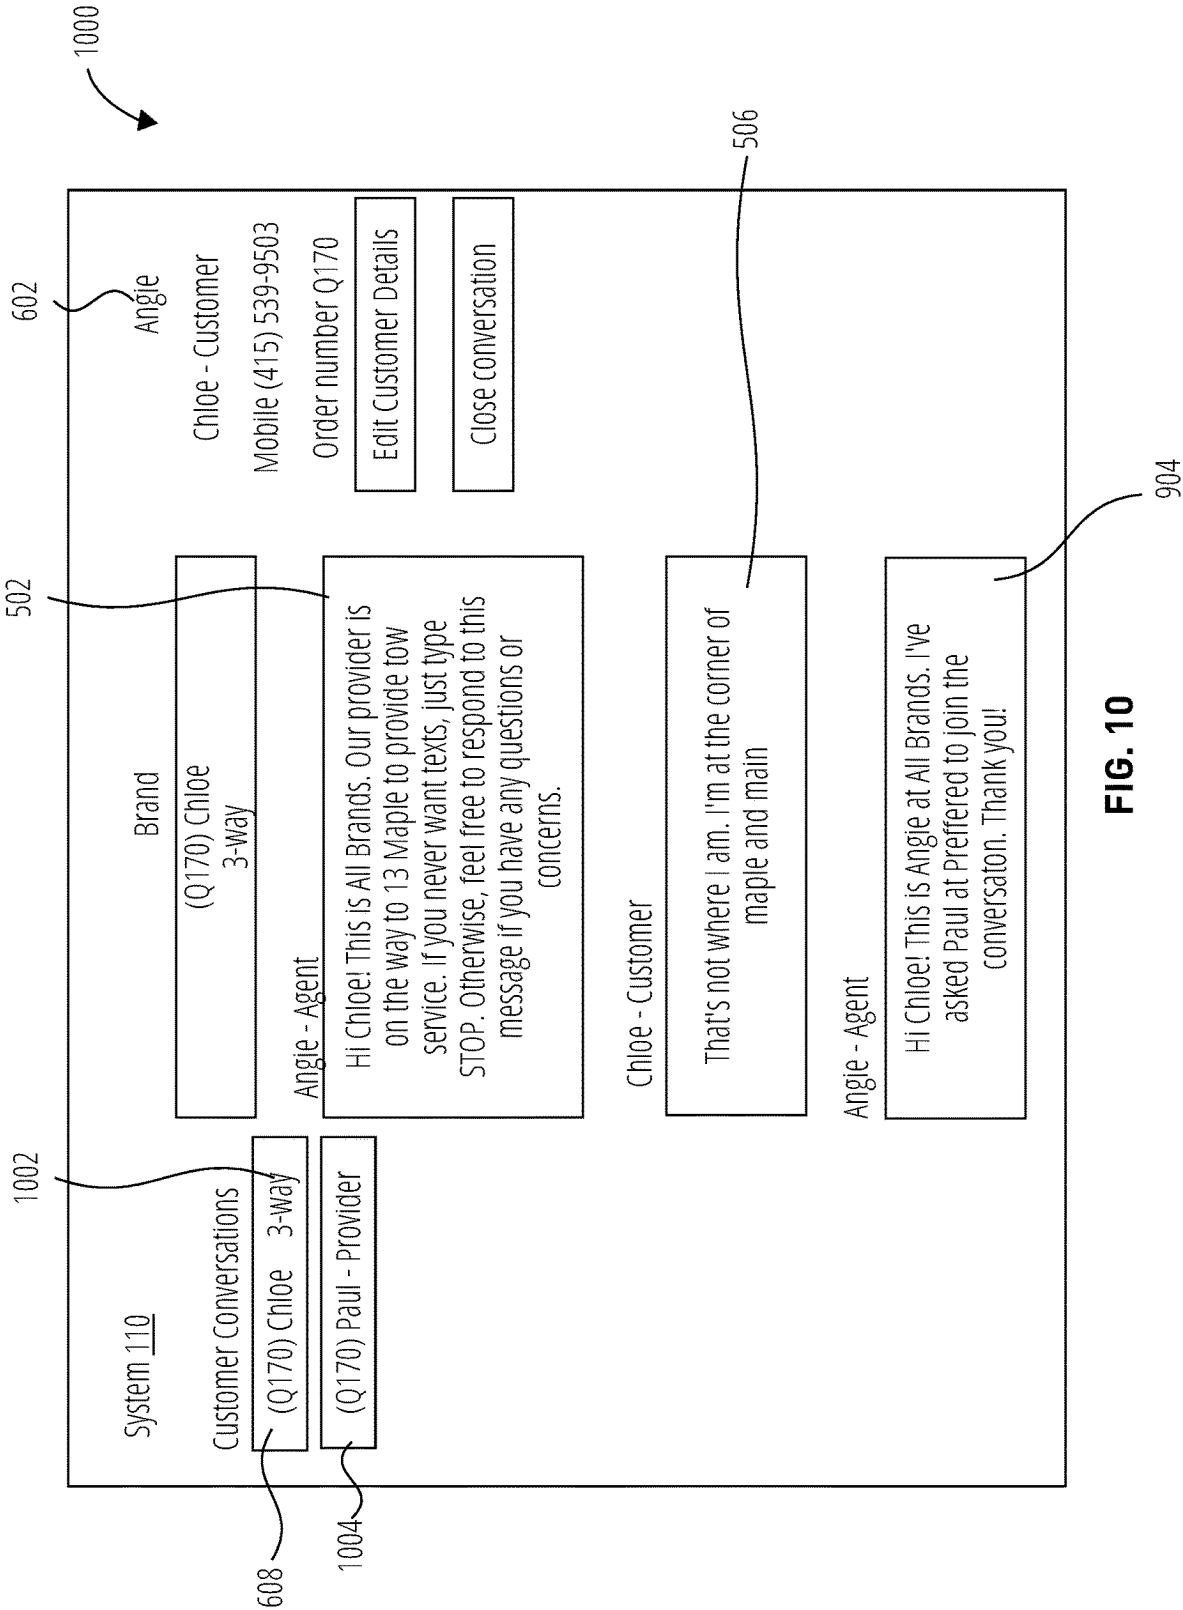 1000
602
502
1002
System 110
Brand
Angie
Customer Conversations
(Q170) Chloe 3-way
(Q170) Paul - Provider
608
1004
(Q170) Chloe
3-way
Angie - Agent
Hi Chloe! This is All Brands. Our provider is
on the way to 13 Maple to provide tow
service. If you never want texts, just type
STOP. Otherwise, feel free to respond to this
message if you have any questions or
concerns.
Chloe - Customer
That's not where I am. I'm at the corner of
maple and main
Angie - Agent
Hi Chloe! This is Angie at All Brands. I've
asked Paul at Preffered to join the
conversaton. Thank you!
Chloe - Customer
Mobile (415) 539-9503
Order number Q170
Edit Customer Details
Close conversation
506
904
FIG. 10